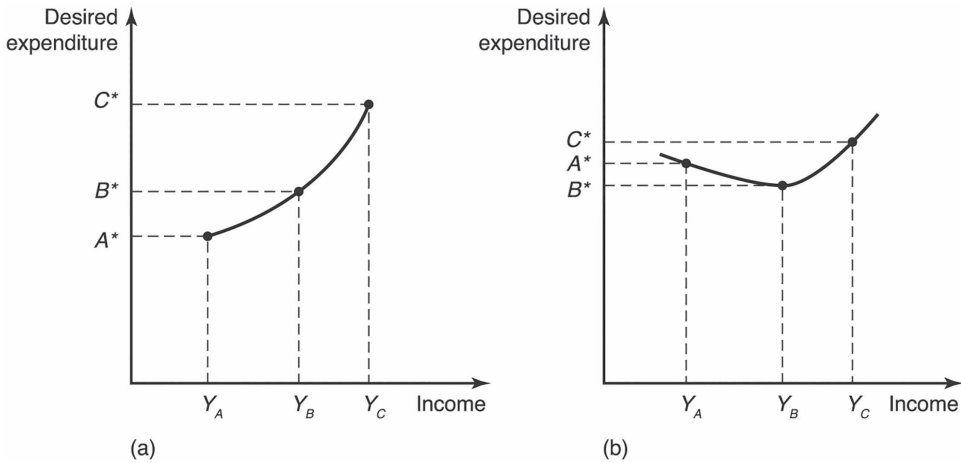 Desired
expenditure
C*
B*
A*
Y_A Y_B Y_C Income
(a)
Desired
expenditure
C*
A*
B*
Y_A Y_B Y_C Income
(b)